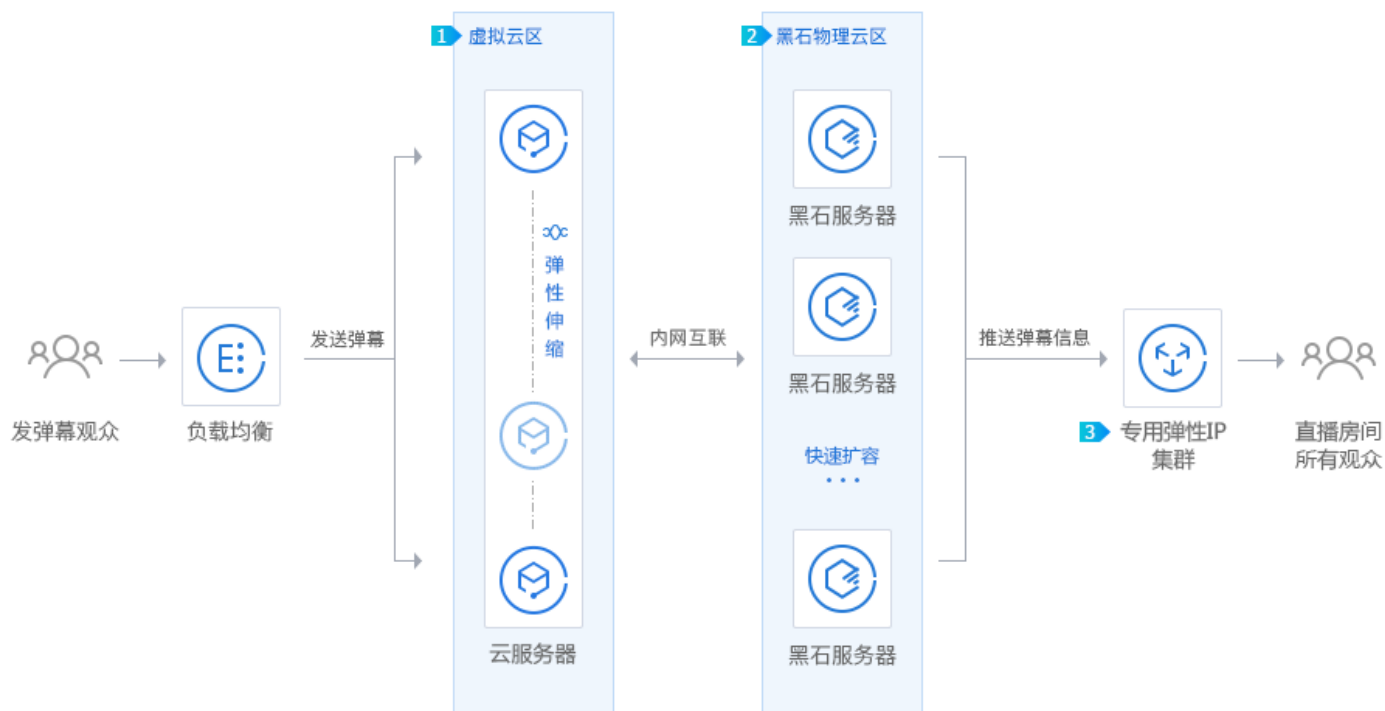 1 虚拟云区
弹性伸缩
云服务器
2 黑石物理云区
黑石服务器
黑石服务器
快速扩容
···
黑石服务器
发弹幕观众
负载均衡
发送弹幕
内网互联
推送弹幕信息
3 专用弹性IP
集群
直播房间
所有观众